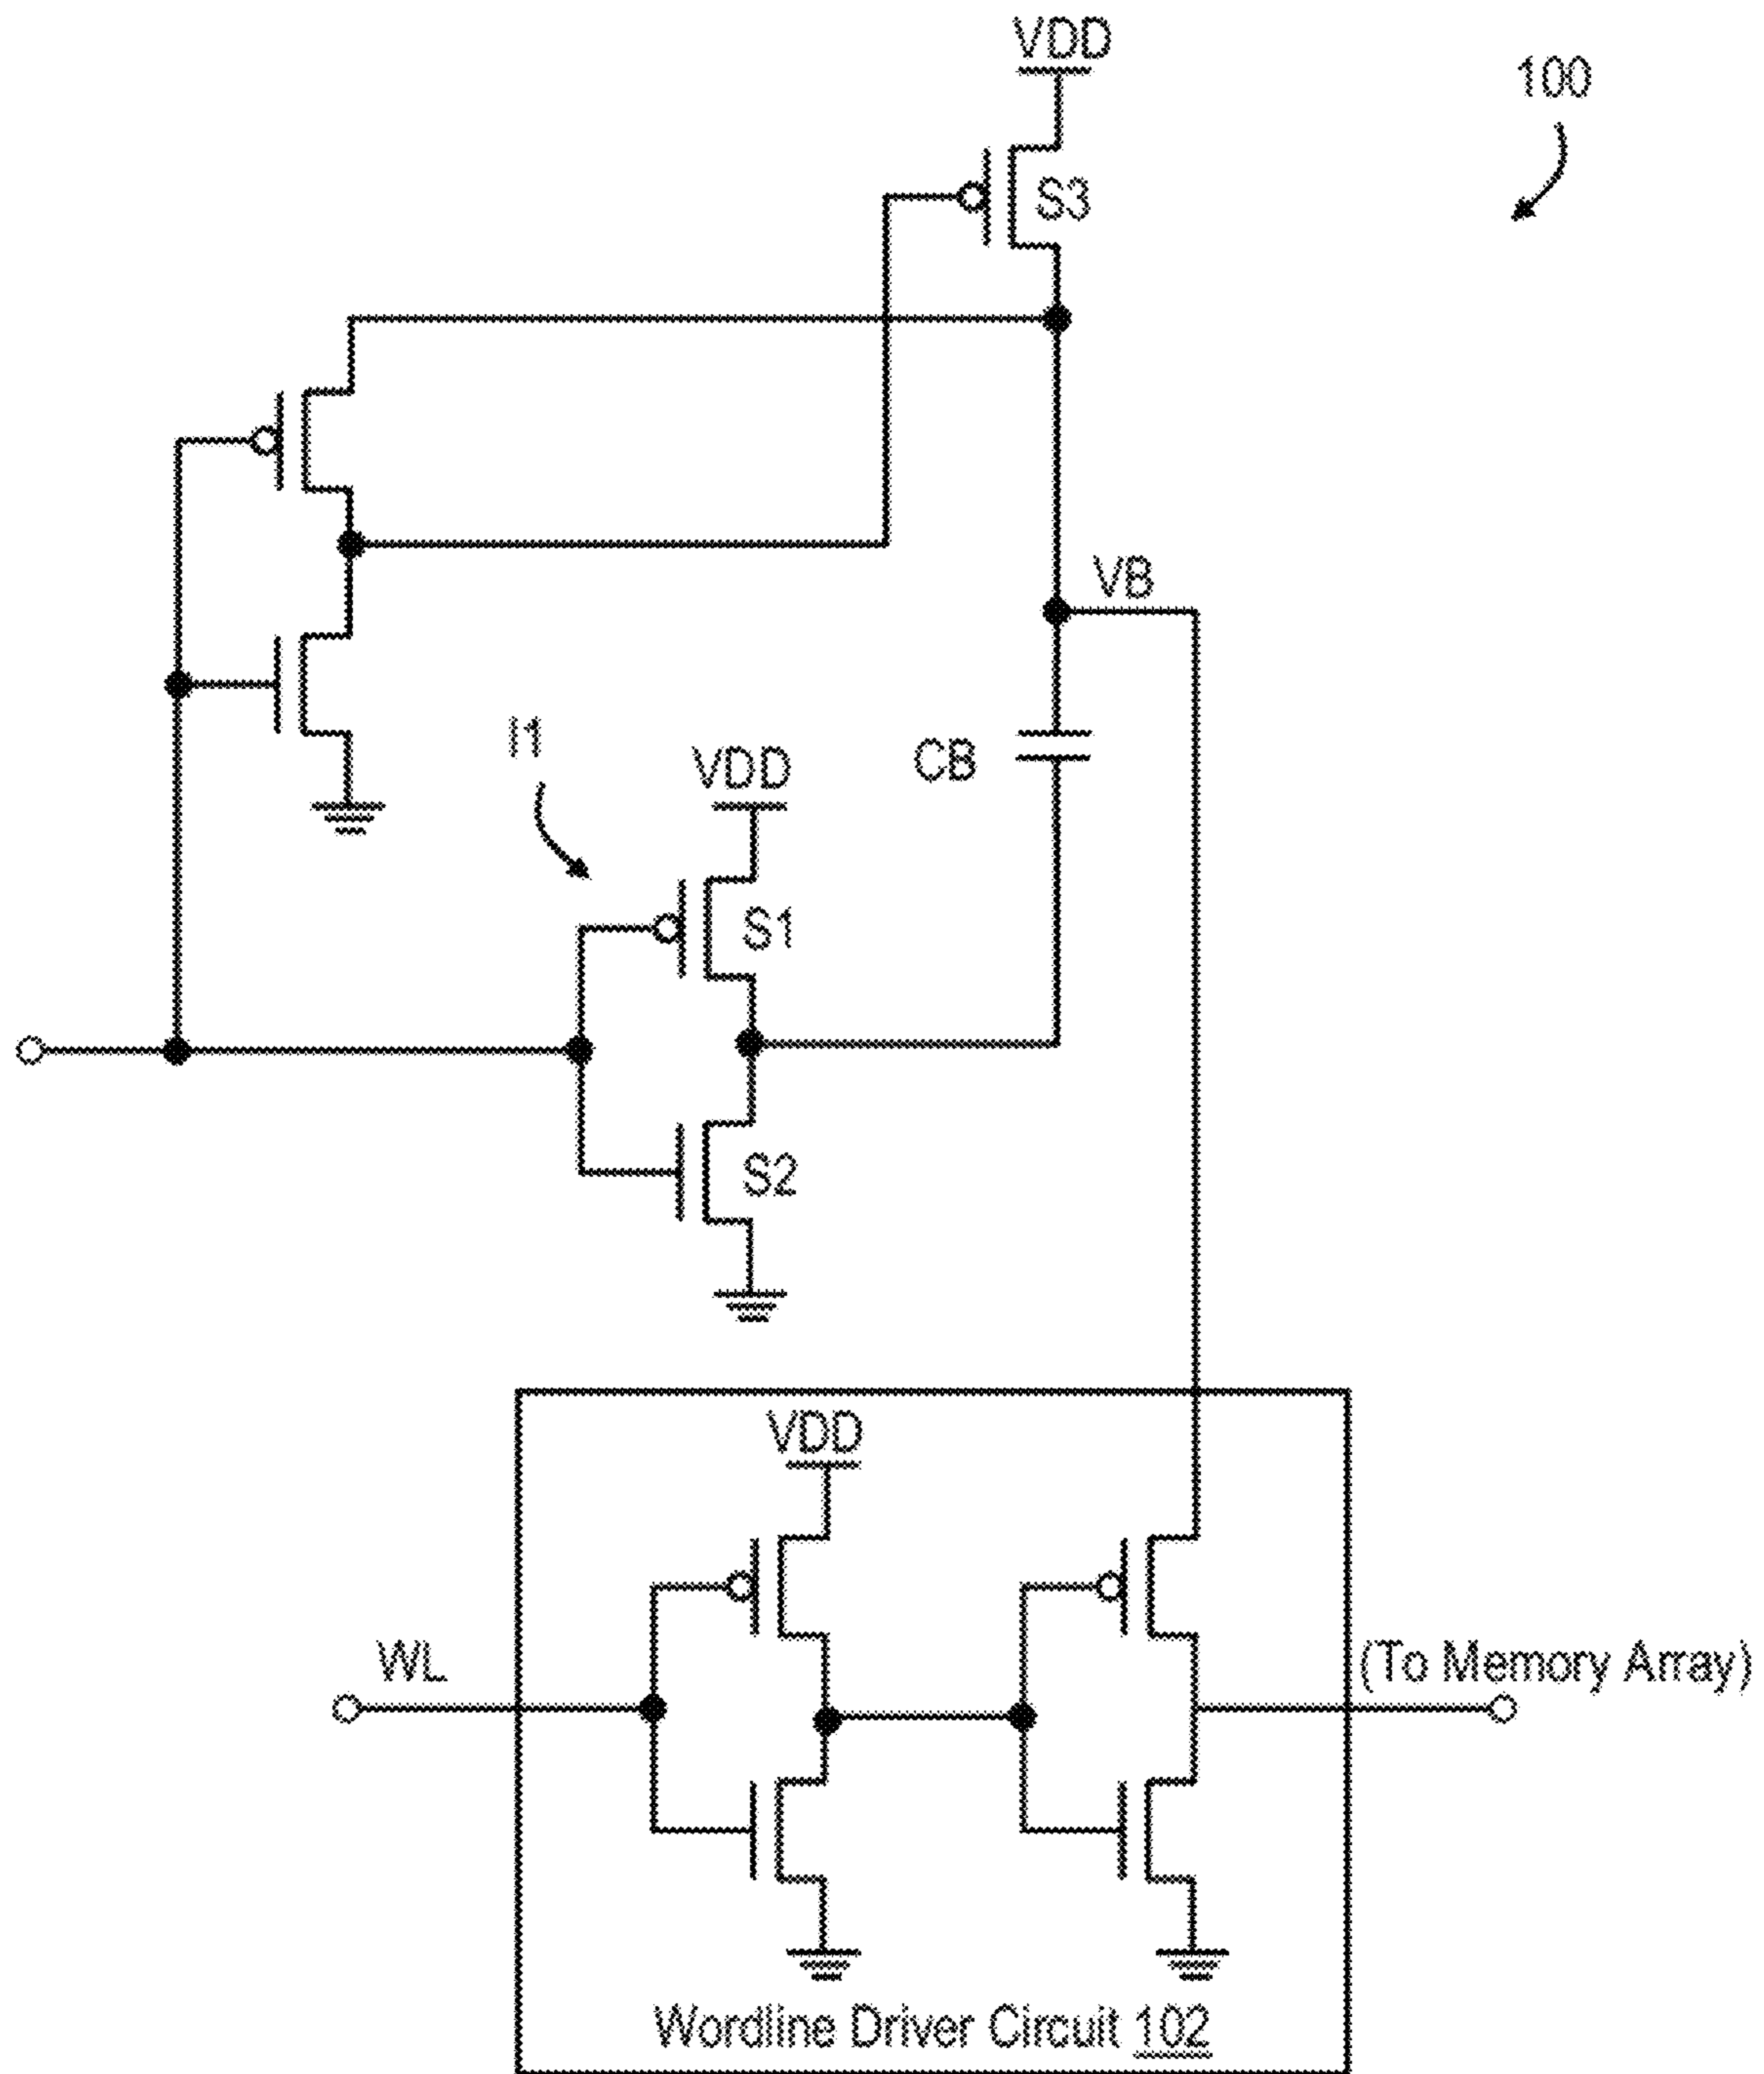 VDD
100
S3
VB
I1
VDD
CB
S1
S2
VDD
WL
(To Memory Array)
Wordline Driver Circuit 102